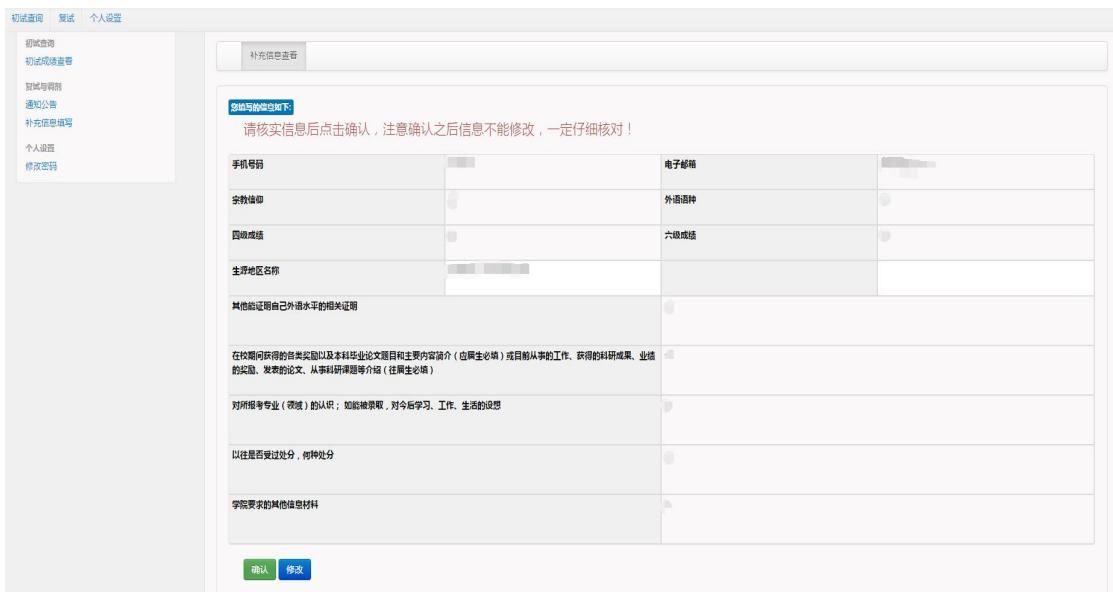 初试查询 复试 个人设置
初试查询
初试成绩查看
复试与调剂
通知公告
补充信息填写
个人设置
修改密码
补充信息查看
您填写的信息如下:
请核实信息后点击确认，注意确认之后信息不能修改，一定仔细核对！
手机号码 电子邮箱
宗教信仰 外语语种
四级成绩 六级成绩
生源地区名称
其他能证明自己外语水平的相关证明
在校期间获得的各类奖励以及本科毕业论文题目和主要内容简介（应届生必填）或目前从事的工作、获得的科研成果、业绩
的奖励、发表的论文、从事科研课题等介绍（往届生必填）
对所报考专业（领域）的认识； 如能被录取，对今后学习、工作、生活的设想
以往是否受过处分，何种处分
学院要求的其他信息材料
确认 修改